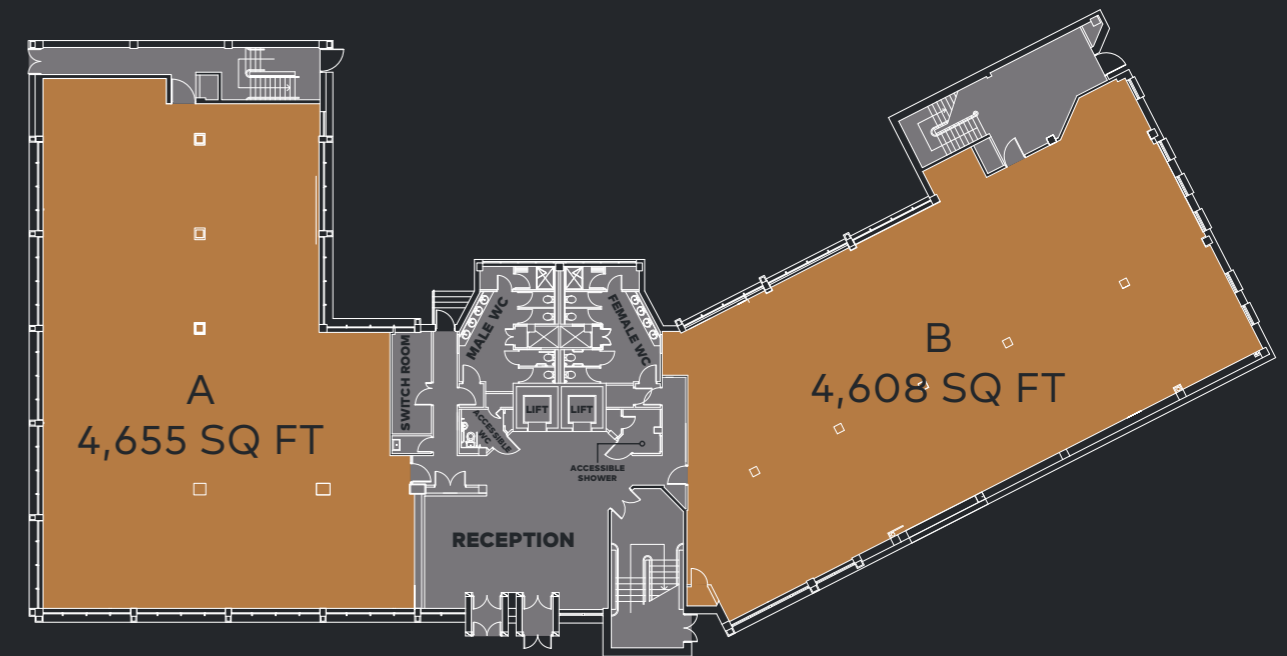 A
4,655 SQ FT
SWITCH ROOM
MALE WC
FEMALE WC
LIFT
LIFT
ACCESSIBLE
WC
ACCESSIBLE
SHOWER
RECEPTION
B
4,608 SQ FT